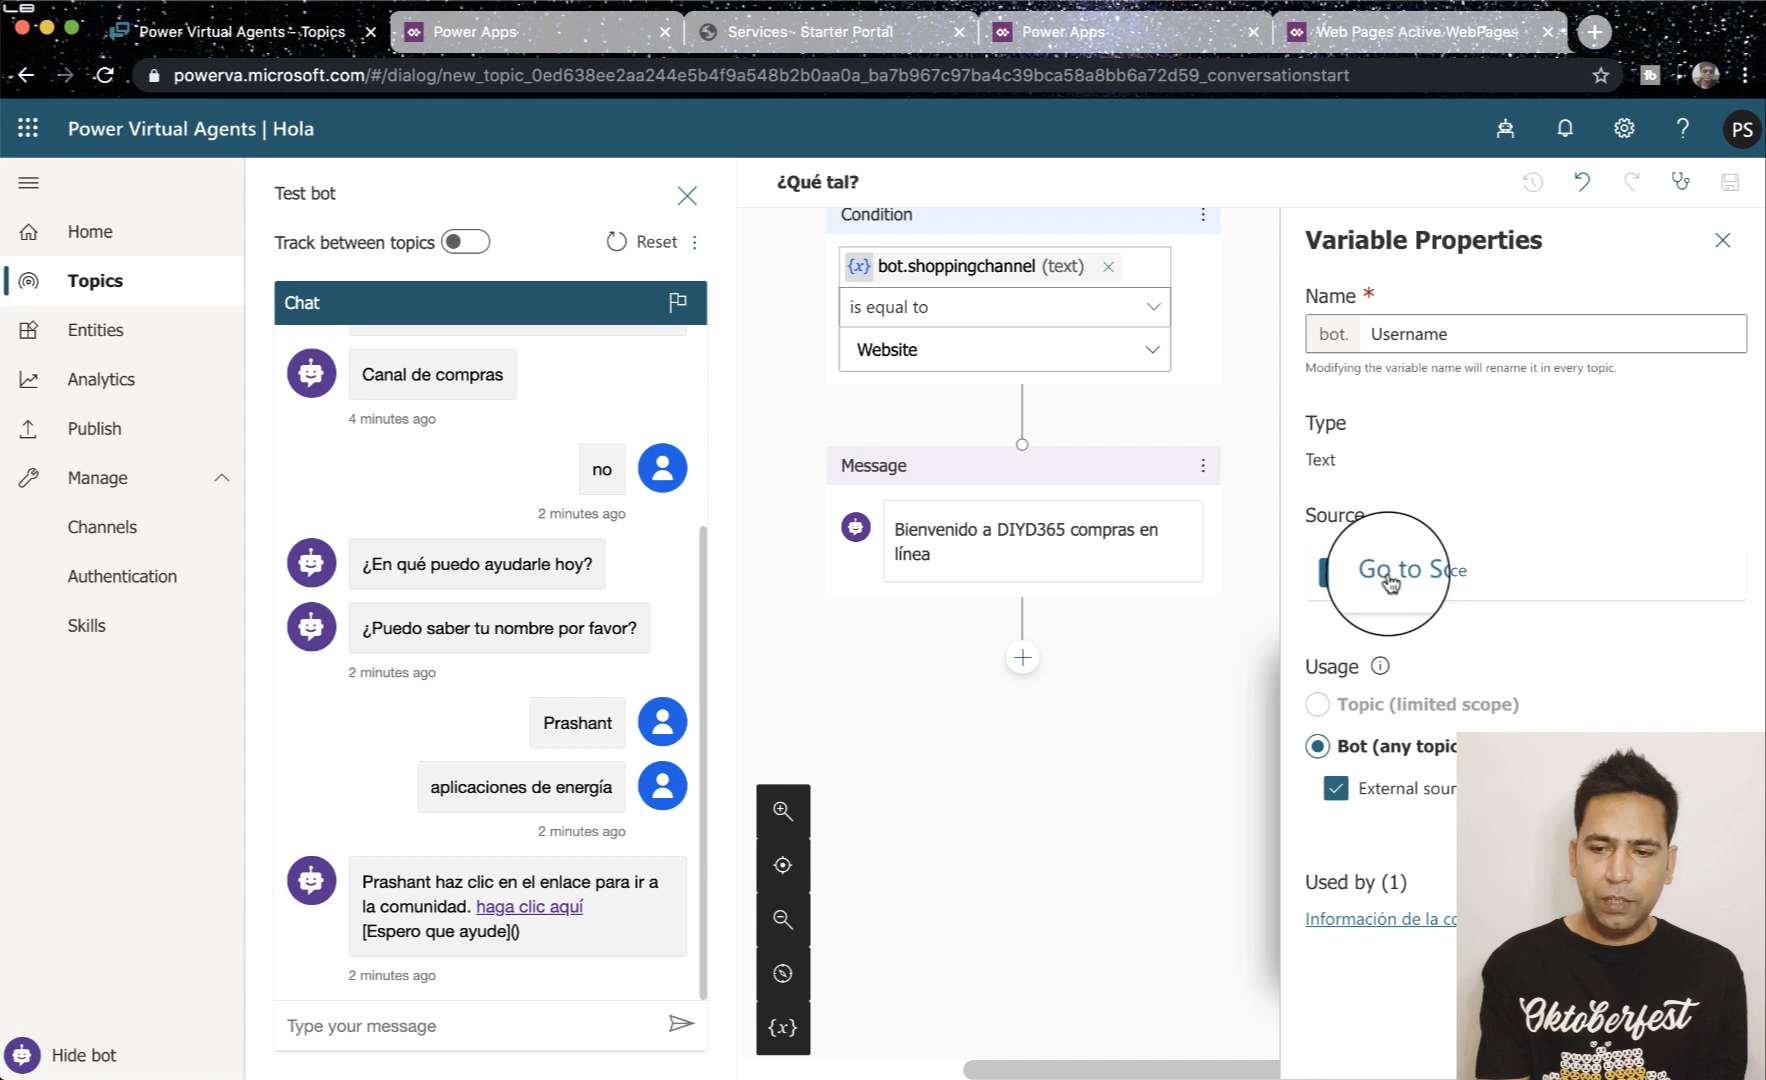 Power Virtual Agents - Topics
Power Apps
Services - Starter Portal
Power Apps
Web Pages Active WebPages
powerva.microsoft.com/#/dialog/new_topic_0ed638ee2aa244e5b4f9a548b2b0aa0a_ba7b967c97ba4c39bca58a8bb6a72d59_conversationstart
Power Virtual Agents | Hola
PS
Home
Topics
Entities
Analytics
Publish
Manage
Channels
Authentication
Skills
Hide bot
Test bot
Track between topics
Reset
Chat
Canal de compras
4 minutes ago
no
2 minutes ago
¿En qué puedo ayudarle hoy?
¿Puedo saber tu nombre por favor?
2 minutes ago
Prashant
aplicaciones de energía
2 minutes ago
Prashant haz clic en el enlace para ir a
la comunidad. haga clic aquí
[Espero que ayude]()
2 minutes ago
Type your message
¿Qué tal?
Condition
{x} bot.shoppingchannel (text)
is equal to
Website
Message
Bienvenido a DIYD365 compras en
línea
{x}
Variable Properties
Name *
bot. Username
Modifying the variable name will rename it in every topic.
Type
Text
Source
Go to S ce
Usage
Topic (limited scope)
Bot (any topic
External sour
Used by (1)
Información de la co
Oktoberfest